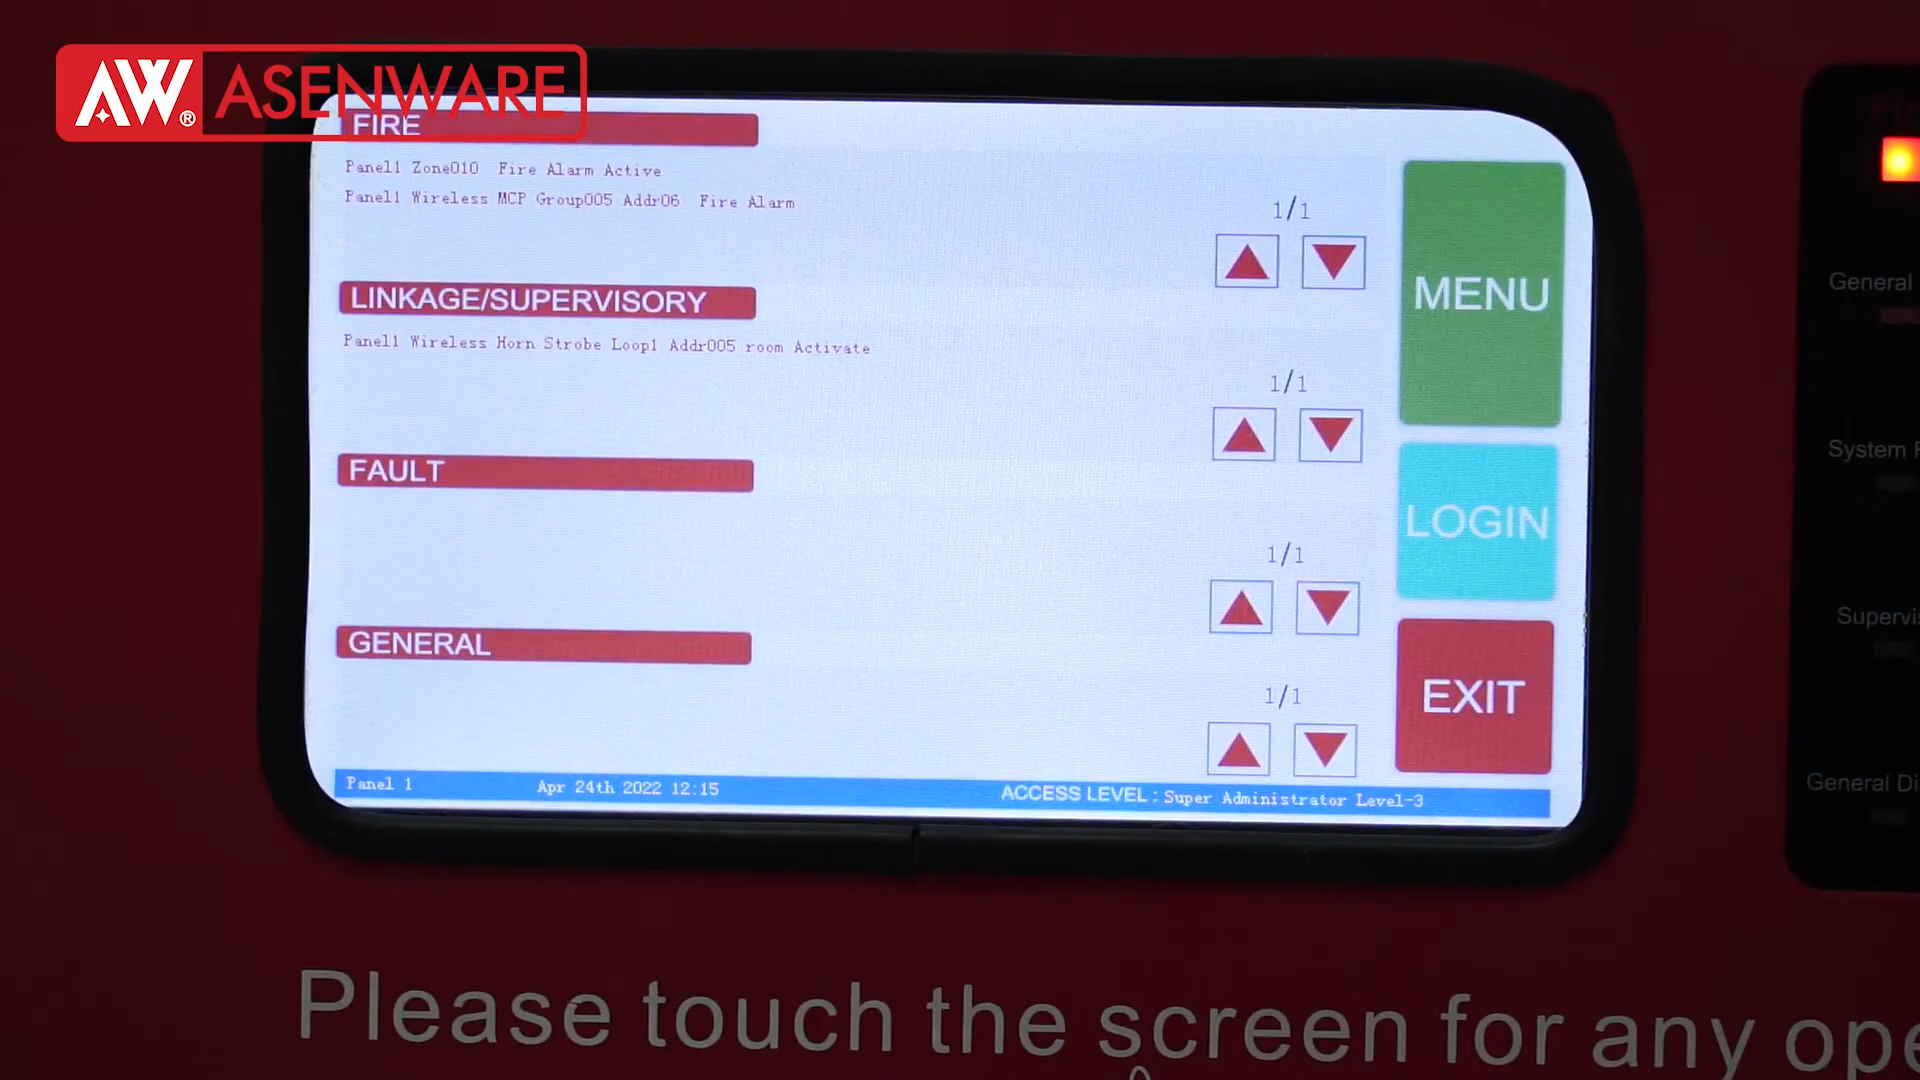 AW® ASENWARE
FIRE
Panel1 Zone010 Fire Alarm Active
Panel1 Wireless MCP Group005 Addr06 Fire Alarm
1/1
MENU
LINKAGE/SUPERVISORY
Panel1 Wireless Horn Strobe Loop1 Addr005 room Activate
1/1
FAULT
LOGIN
1/1
GENERAL
1/1
EXIT
Panel 1 Apr 24th 2022 12:15 ACCESS LEVEL : Super Administrator Level-3
General
System
Supervis
General Di
Please touch the screen for any ope